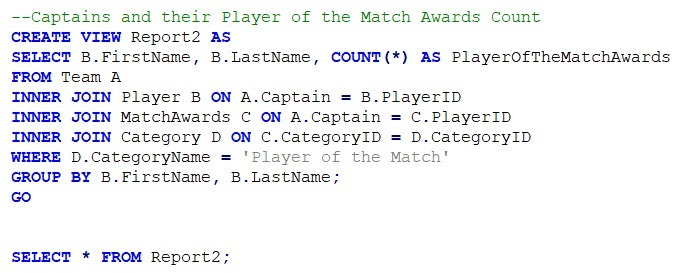 --Captains and their Player of the Match Awards Count
CREATE VIEW Report2 AS
SELECT B.FirstName, B.LastName, COUNT(*) AS PlayerOfTheMatchAwards
FROM Team A
INNER JOIN Player B ON A.Captain = B.PlayerID
INNER JOIN MatchAwards C ON A.Captain = C.PlayerID
INNER JOIN Category D ON C.CategoryID = D.CategoryID
WHERE D.CategoryName = 'Player of the Match'
GROUP BY B.FirstName, B.LastName;
GO
SELECT * FROM Report2;